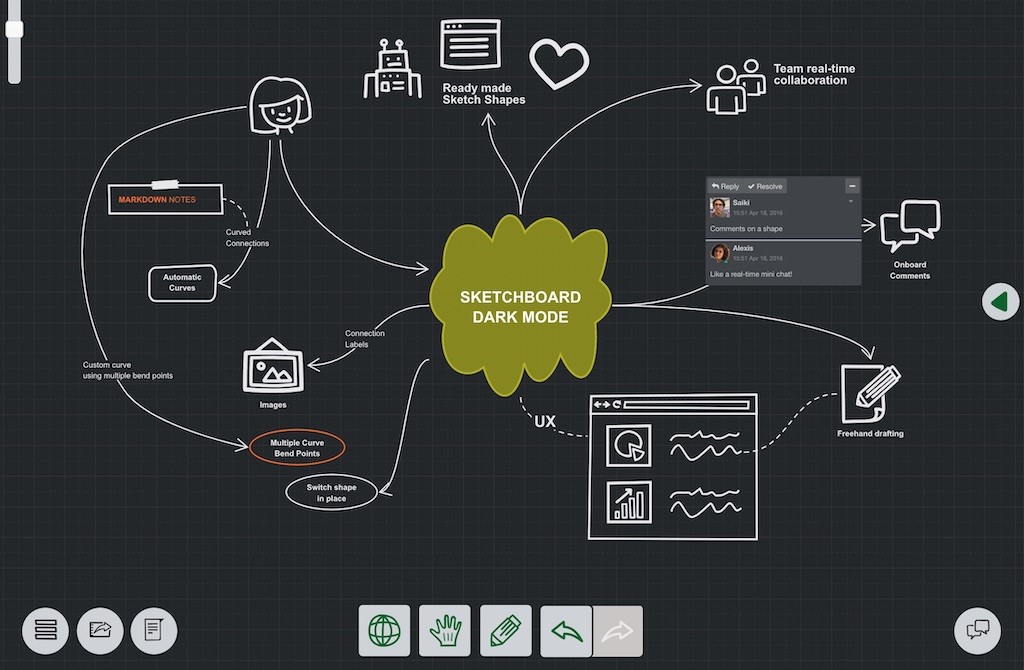 Ready made
Sketch Shapes
Team real-time
collaboration
MARKDOWN NOTES
Curved
Connections
Automatic
Curves
Reply
Resolve
Saiki
15:51 Apr 18, 2016
Comments on a shape
Alexis
15:51 Apr 18, 2016
Like a real-time mini chat!
Onboard
Comments
SKETCHBOARD
DARK MODE
Connection
Labels
Custom curve
using multiple bend points
Images
UX
Freehand drafting
Multiple Curve
Bend Points
Switch shape
in place